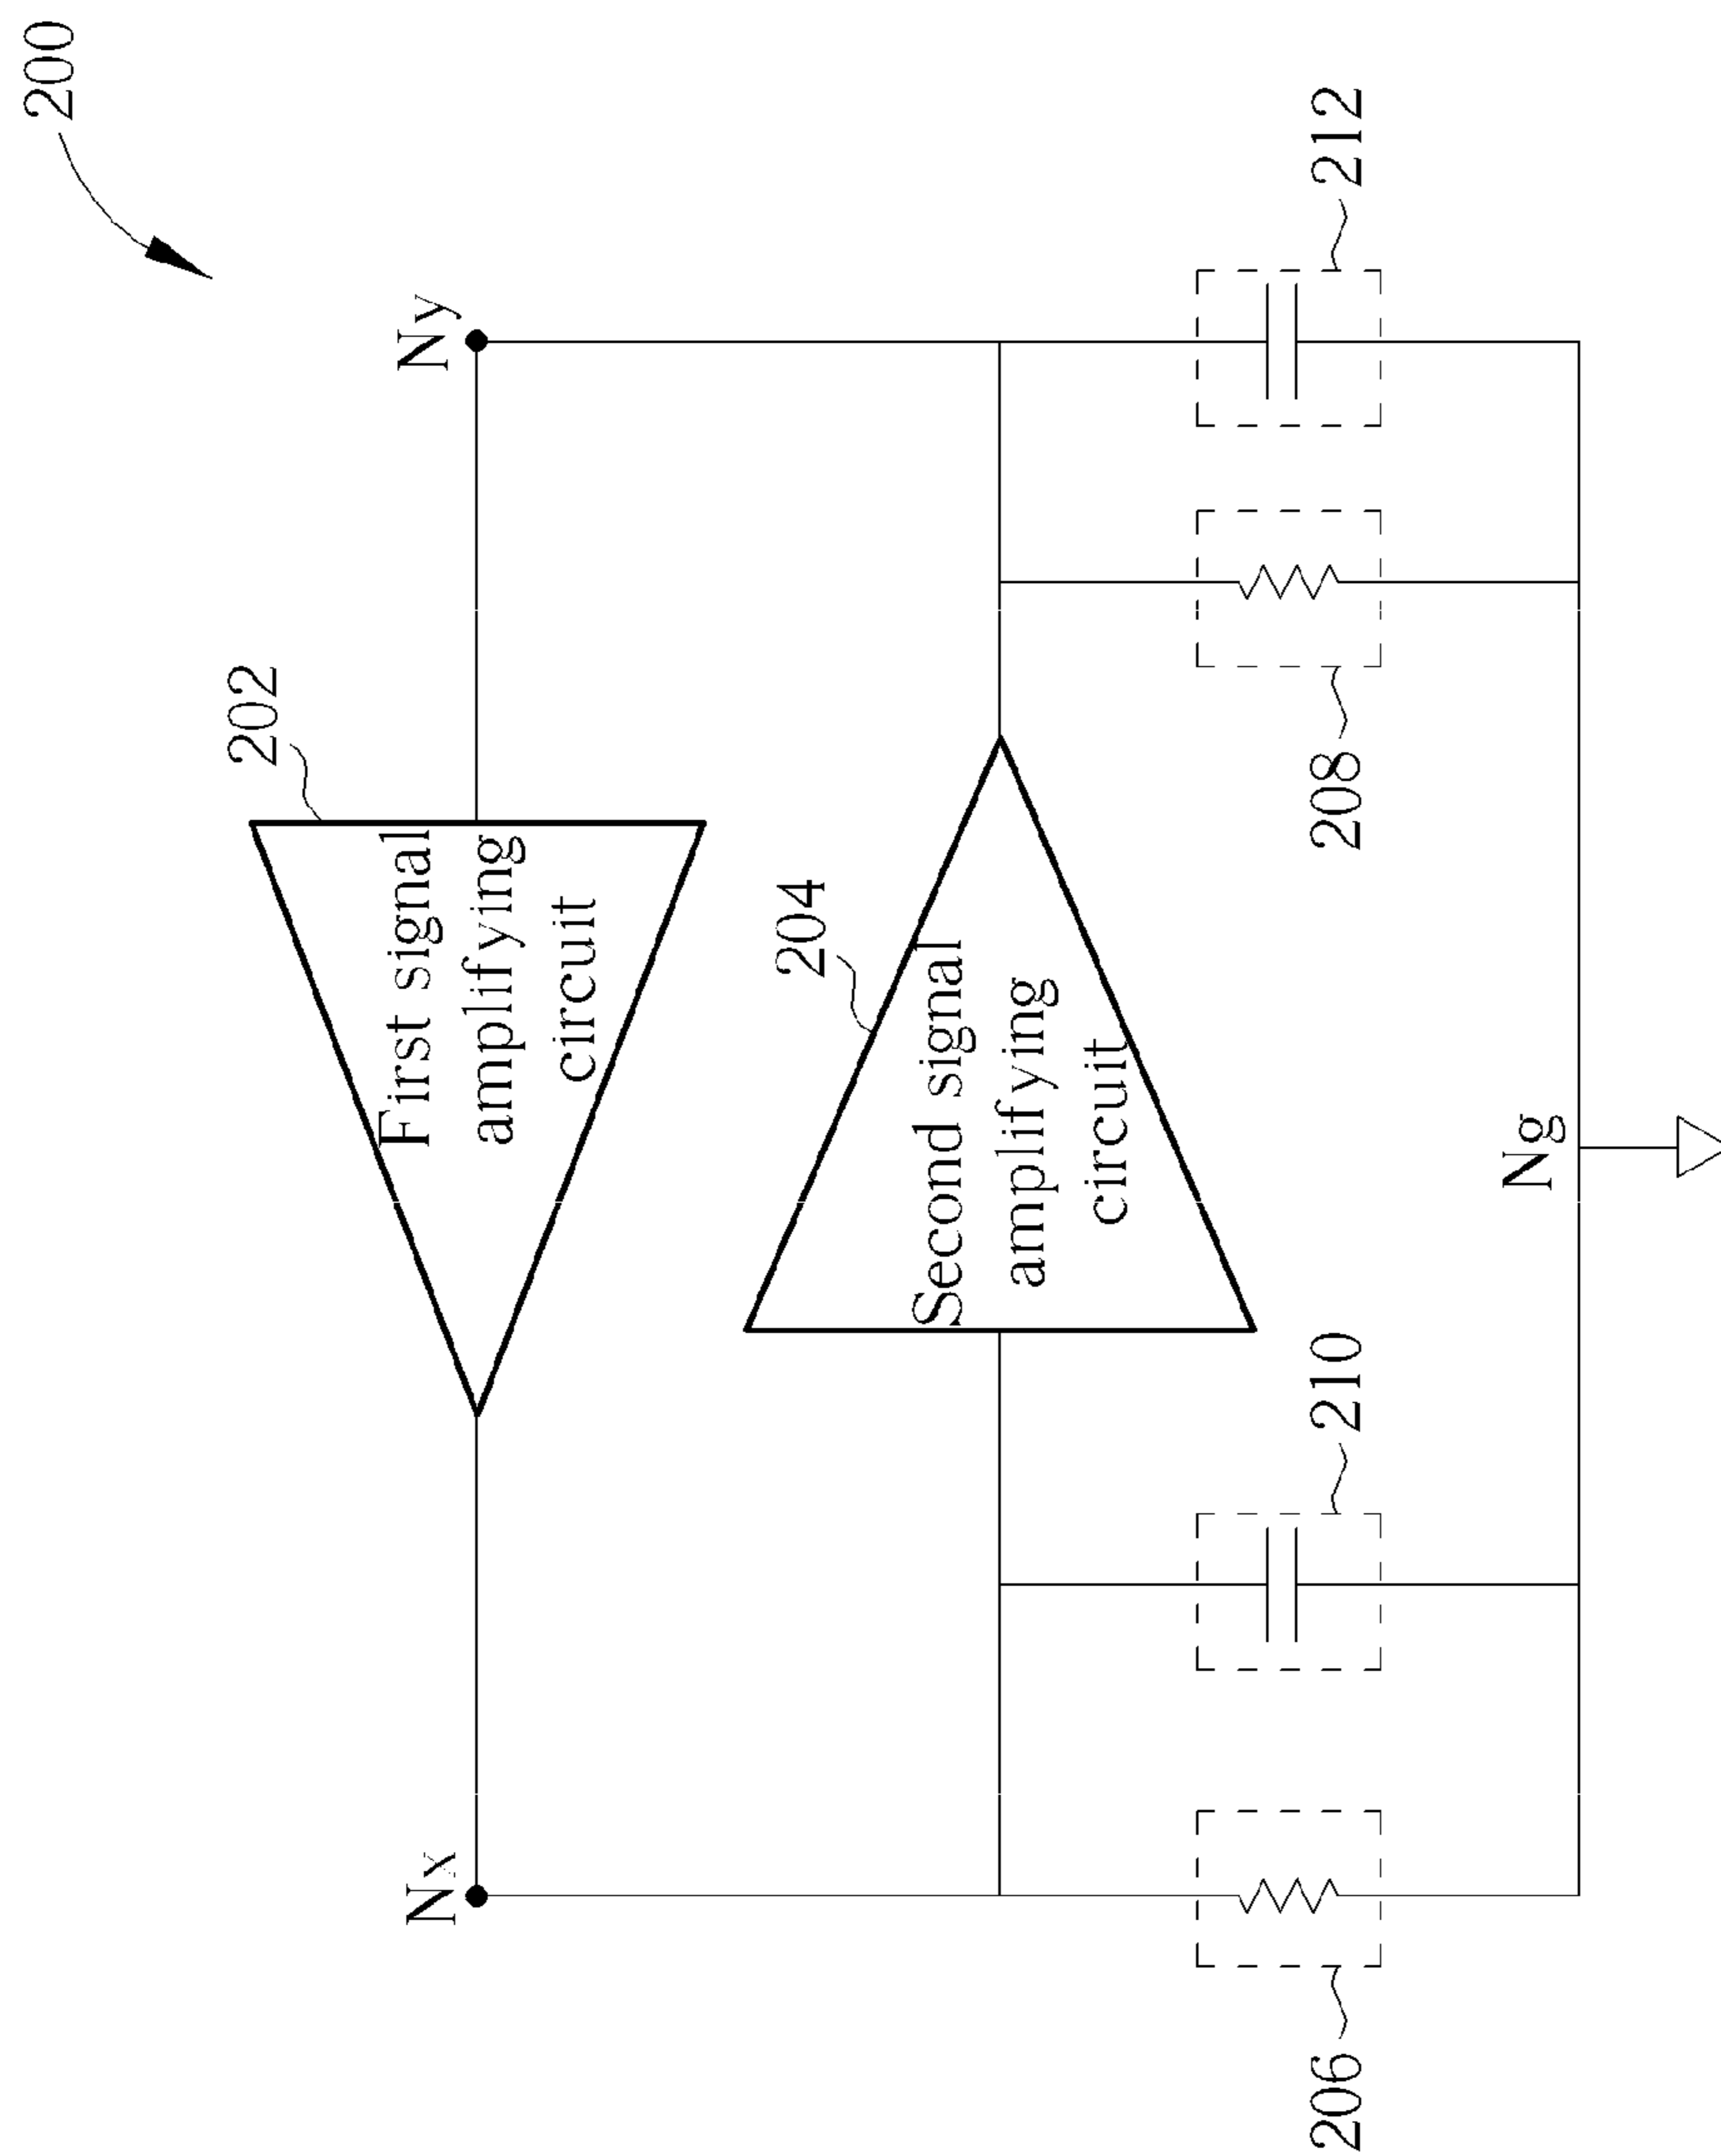 200
Ny
202
First signal
amplifying
circuit
204
Second signal
amplifying
circuit
Nx
212
208
210
206
Ng